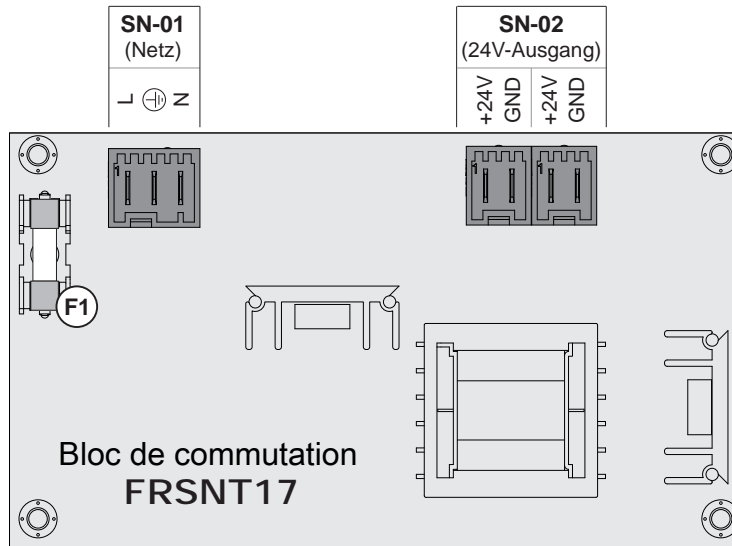 SN-01
(Netz)
L N
SN-02
(24V-Ausgang)
+24V GND +24V GND
1
1
1
F1
Bloc de commutation
FRSNT17